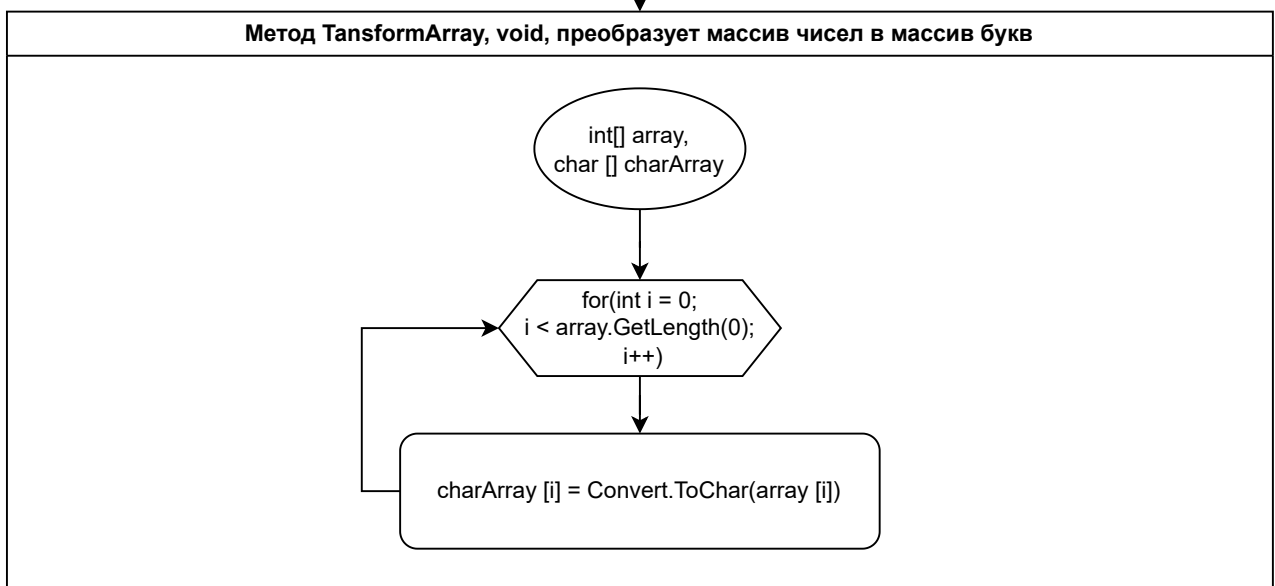 Метод TansformArray, void, преобразует массив чисел в массив букв
int[] array,
char [] charArray
for(int i = 0;
i < array.GetLength(0);
i++)
charArray [i] = Convert.ToChar(array [i])